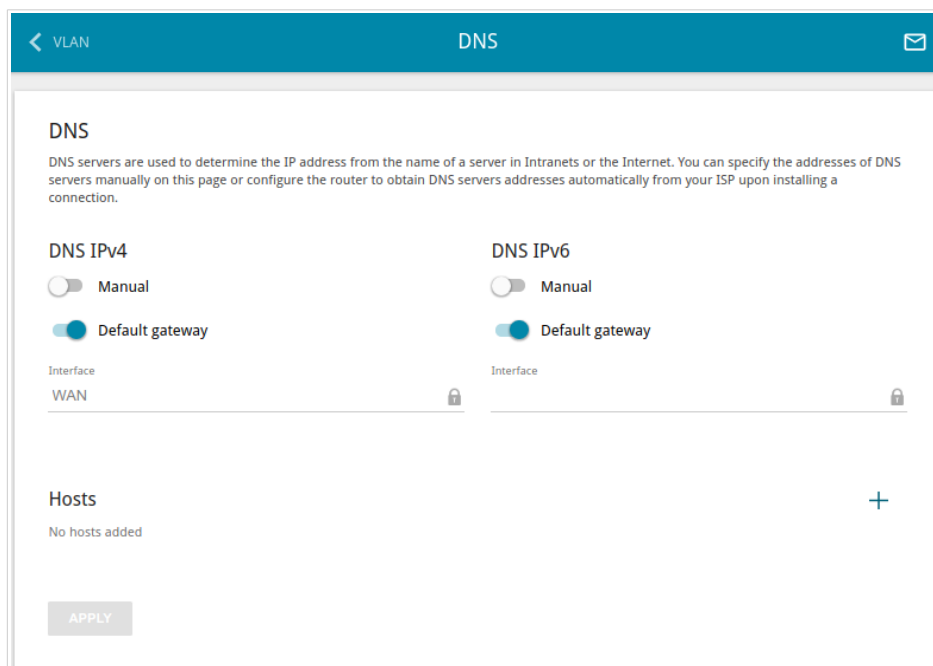 VLAN
DNS
DNS
DNS servers are used to determine the IP address from the name of a server in Intranets or the Internet. You can specify the addresses of DNS
servers manually on this page or configure the router to obtain DNS servers addresses automatically from your ISP upon installing a
connection.
DNS IPv4
Manual
Default gateway
Interface
WAN
DNS IPv6
Manual
Default gateway
Interface
Hosts
No hosts added
APPLY